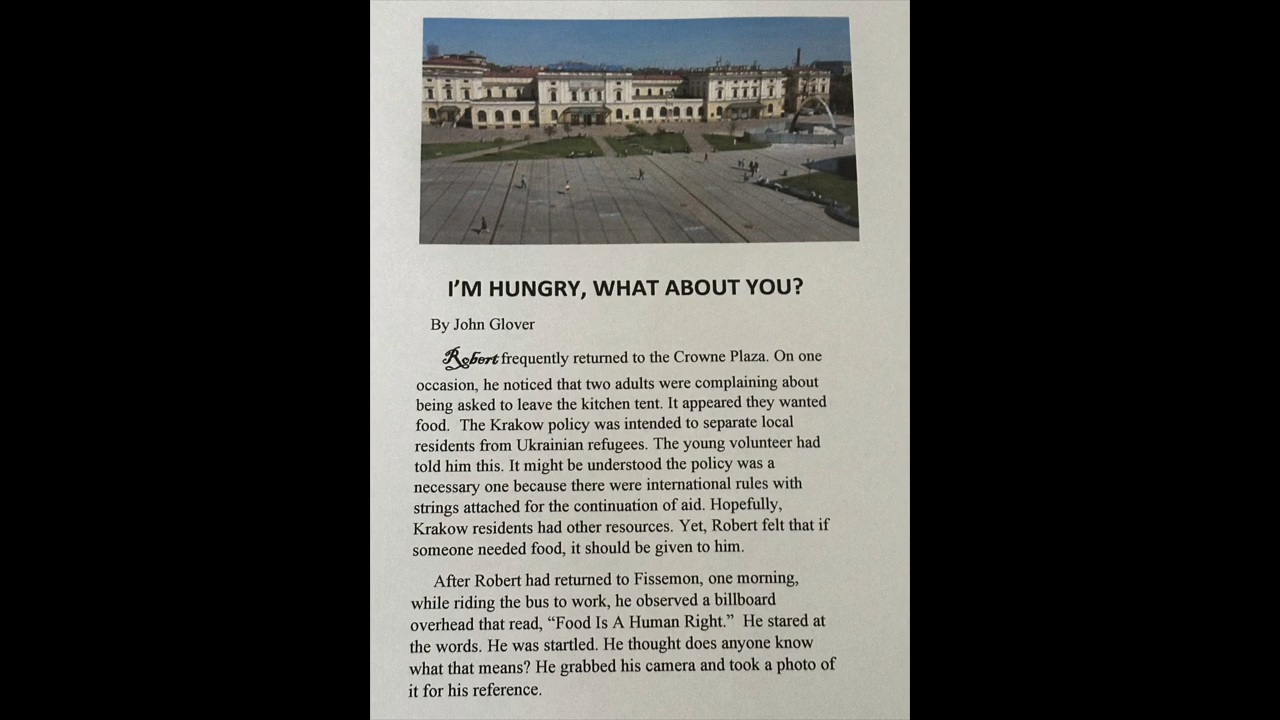 I'M HUNGRY, WHAT ABOUT YOU?
By John Glover
Robert frequently returned to the Crowne Plaza. On one
occasion, he noticed that two adults were complaining about
being asked to leave the kitchen tent. It appeared they wanted
food.  The Krakow policy was intended to separate local
residents from Ukrainian refugees. The young volunteer had
told him this. It might be understood the policy was a
necessary one because there were international rules with
strings attached for the continuation of aid. Hopefully,
Krakow residents had other resources. Yet, Robert felt that if
someone needed food, it should be given to him.
After Robert had returned to Fissemon, one morning,
while riding the bus to work, he observed a billboard
overhead that read, “Food Is A Human Right.”  He stared at
the words. He was startled. He thought does anyone know
what that means? He grabbed his camera and took a photo of
it for his reference.